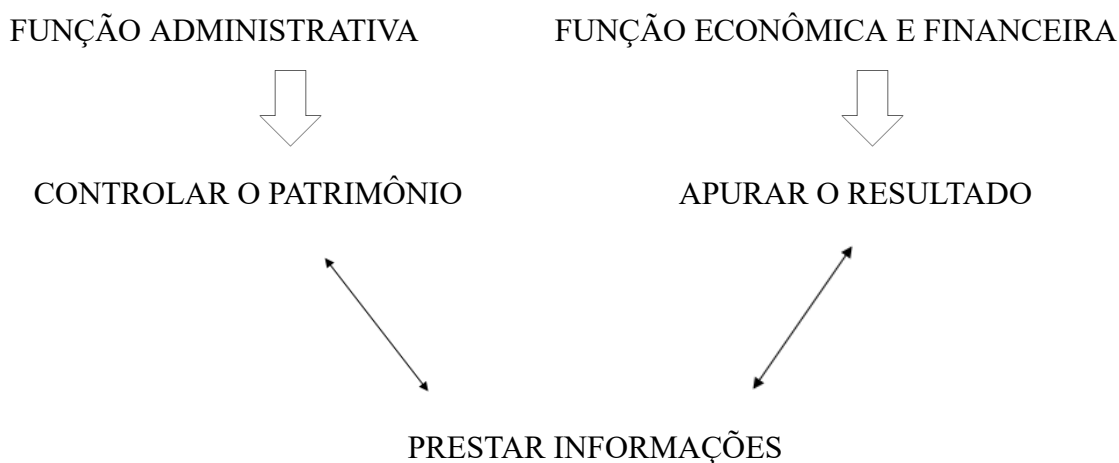 FUNÇÃO ADMINISTRATIVA
FUNÇÃO ECONÔMICA E FINANCEIRA
CONTROLAR O PATRIMÔNIO
APURAR O RESULTADO
PRESTAR INFORMAÇÕES